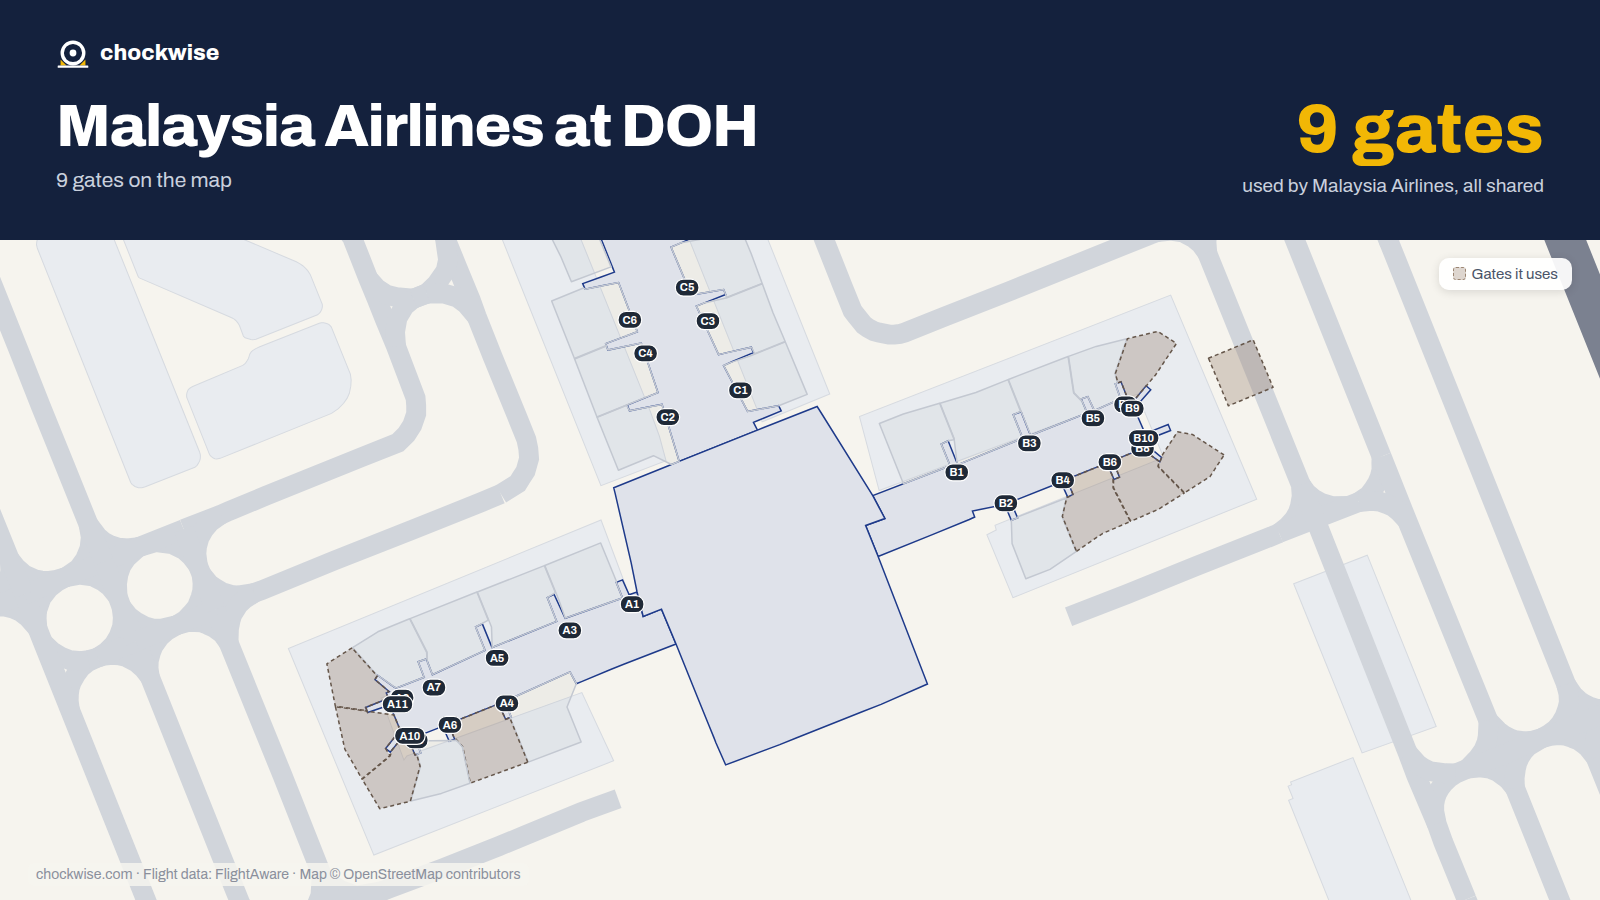 chockwise
Malaysia Airlines at DOH
9 gates on the map
9 gates
used by Malaysia Airlines, all shared
Gates it uses
C5
C6
C3
C4
C1
C2
B9
B5
B10
B3
B8
B6
B1
B4
B2
A1
A3
A5
A7
A11
A4
A6
A10
chockwise.com · Flight data: FlightAware · Map © OpenStreetMap contributors